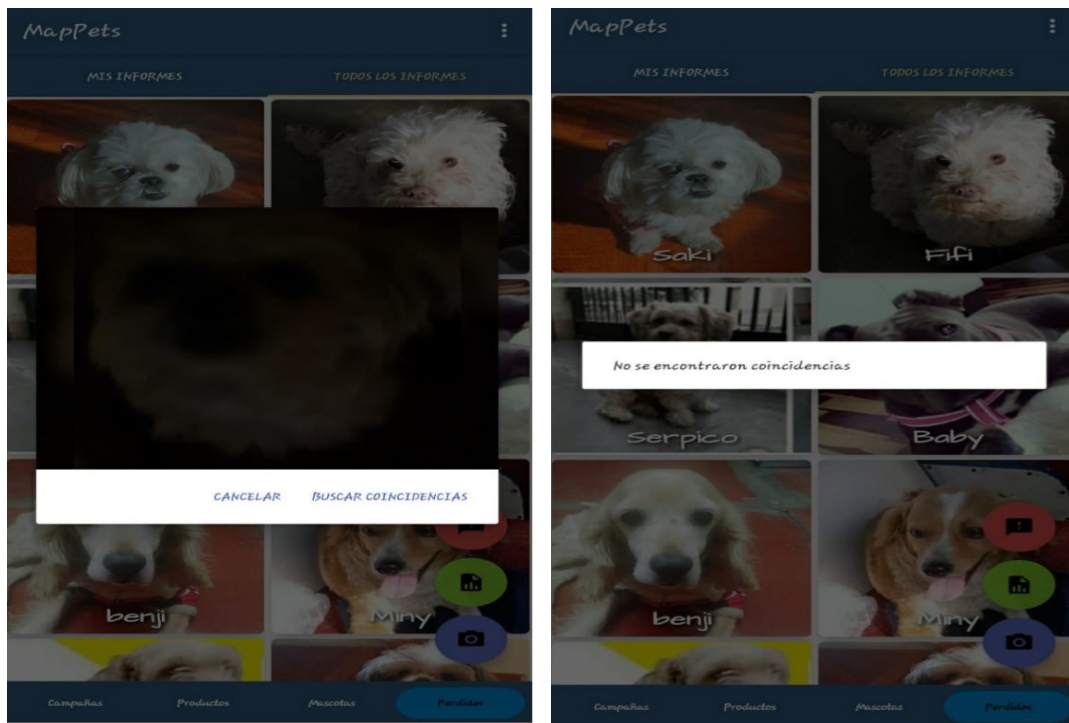 MapPets
MIS INFORMES
TODOS LOS INFORMES
CANCELAR
BUSCAR COINCIDENCIAS
benji
Miny
Campañas
Productos
Mascotas
Perdidos
MapPets
MIS INFORMES
TODOS LOS INFORMES
Saki
Fifi
No se encontraron coincidencias
Serpico
Baby
benji
Miny
Campañas
Productos
Mascotas
Perdidos